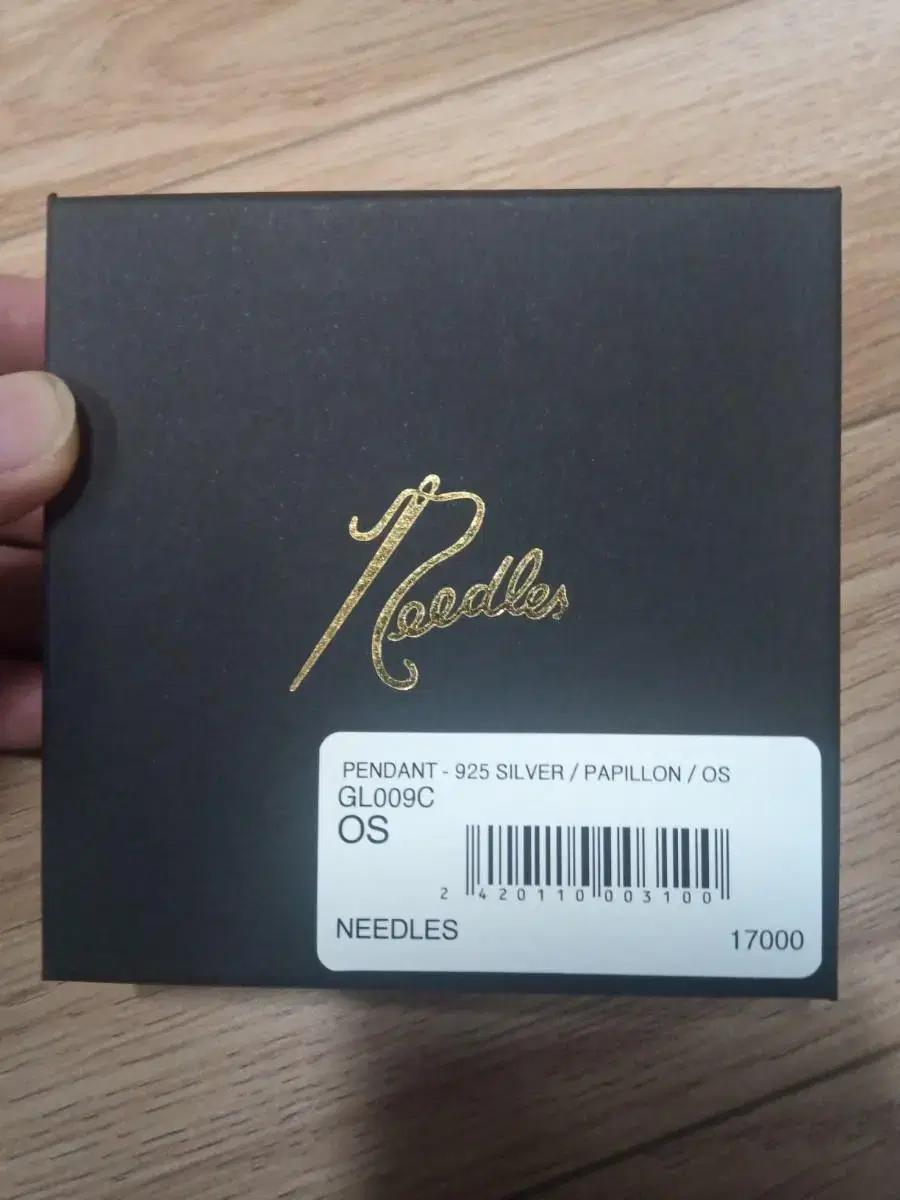 Needles
PENDANT - 925 SILVER / PAPILLON / OS
GL009C
OS
2 420110 003100
NEEDLES
17000